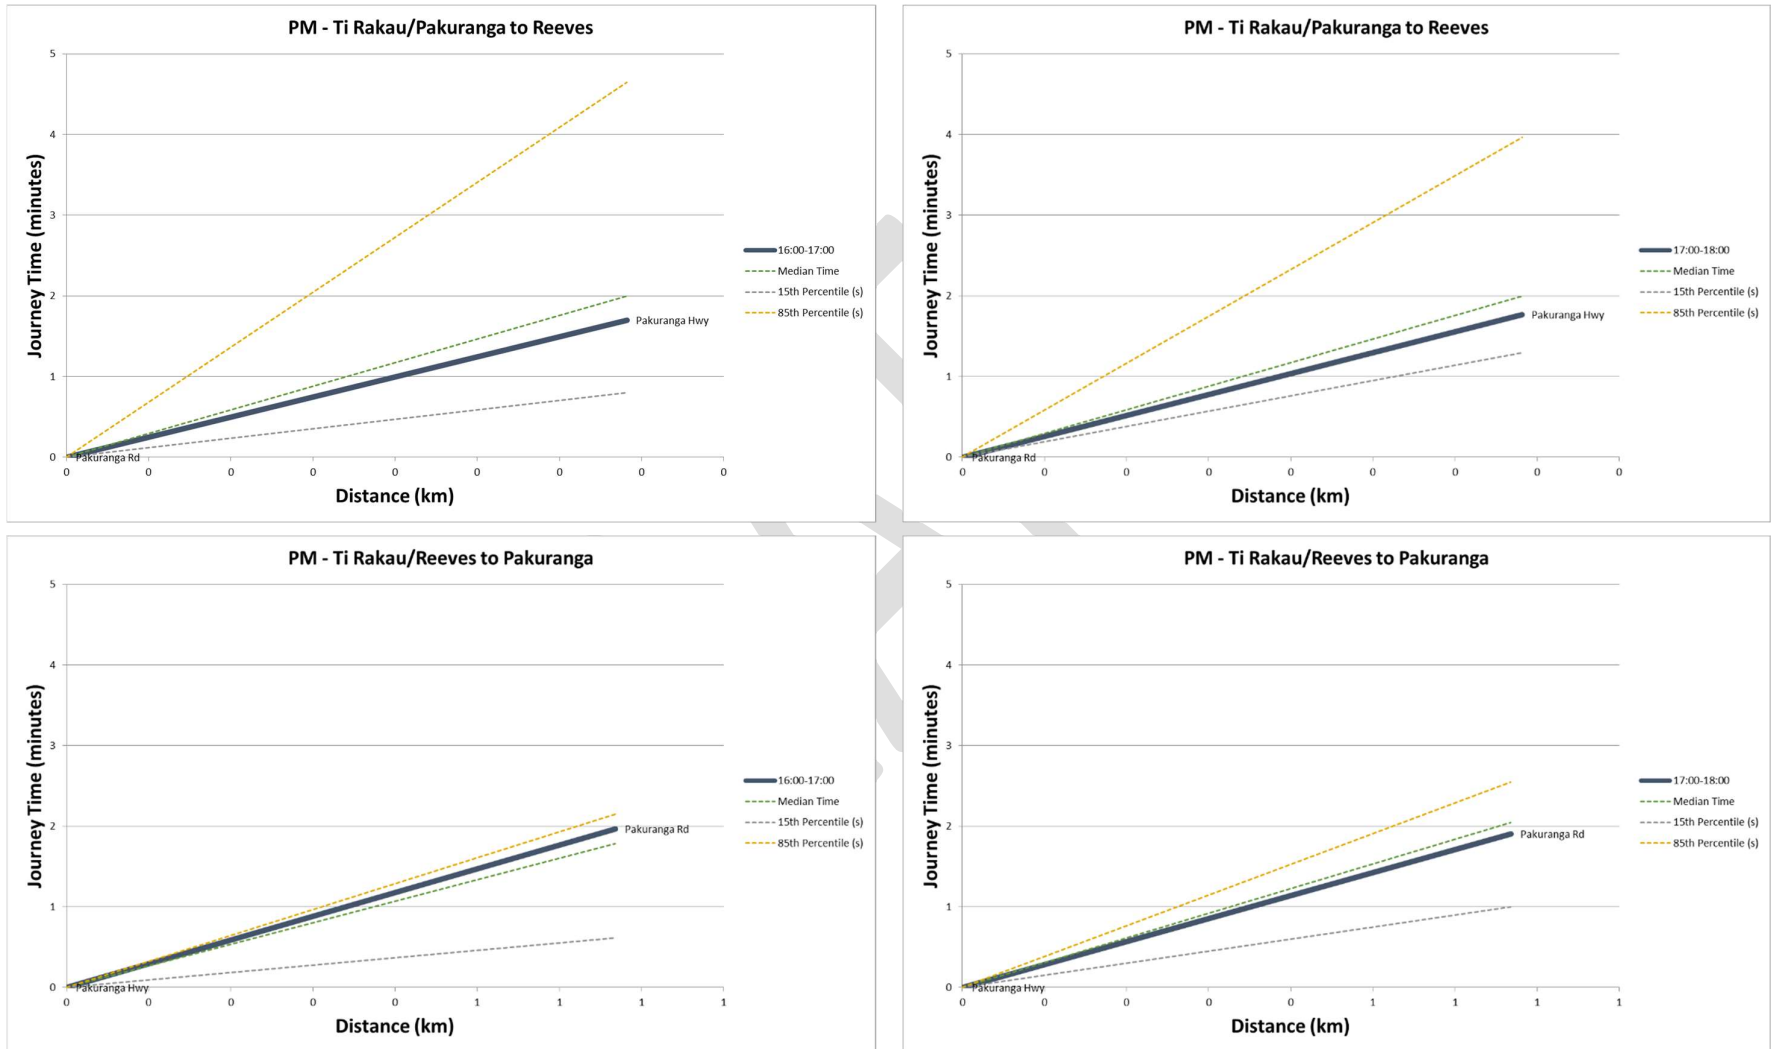 PM - Ti Rakau/Pakuranga to Reeves
5
4
3
2
1
0
Journey Time (minutes)
16:00-17:00
Median Time
15th Percentile (s)
85th Percentile (s)
Pakuranga Hwy
Pakuranga Rd
0 0 0 0 0 1 1 0 0
Distance (km)
PM - Ti Rakau/Pakuranga to Reeves
5
4
3
2
1
0
Journey Time (minutes)
17:00-18:00
Median Time
15th Percentile (s)
85th Percentile (s)
Pakuranga Hwy
Pakuranga Rd
0 0 0 0 0 0 0 0 0
Distance (km)
PM - Ti Rakau/Reeves to Pakuranga
5
4
3
2
1
0
Journey Time (minutes)
16:00-17:00
Median Time
15th Percentile (s)
85th Percentile (s)
Pakuranga Rd
Pakuranga Hwy
0 0 0 0 0 1 1 1 1
Distance (km)
PM - Ti Rakau/Reeves to Pakuranga
5
4
3
2
1
0
Journey Time (minutes)
17:00-18:00
Median Time
15th Percentile (s)
85th Percentile (s)
Pakuranga Rd
Pakuranga Hwy
0 0 0 0 0 1 1 1 1
Distance (km)